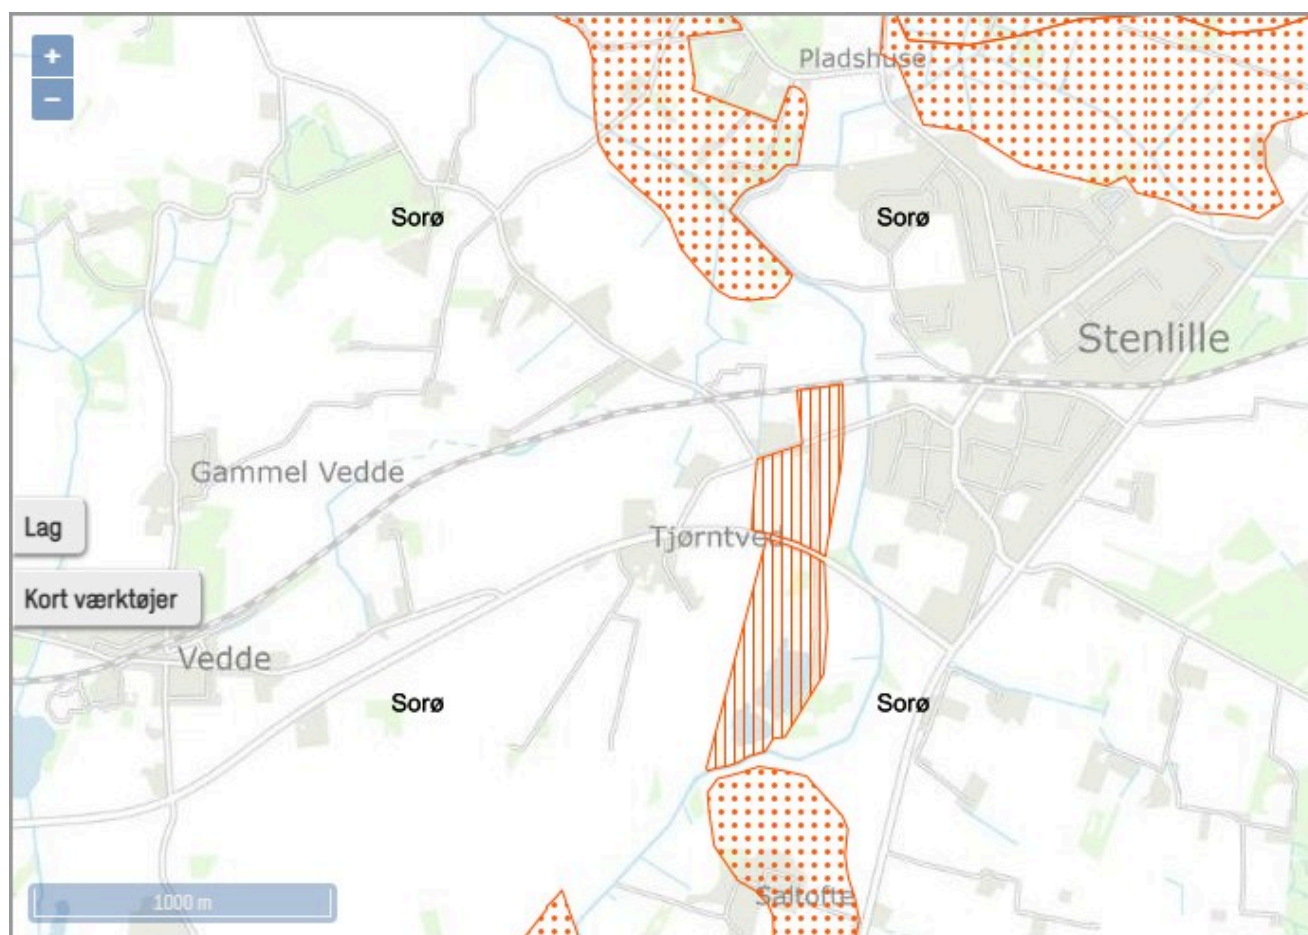 +
Pladshuse
−
Sorø
Sorø
Stenlille
Gammel Vedde
Lag
Tjørntved
Kort værktøjer
Vedde
Sorø
Sorø
Saltofte
1000 m